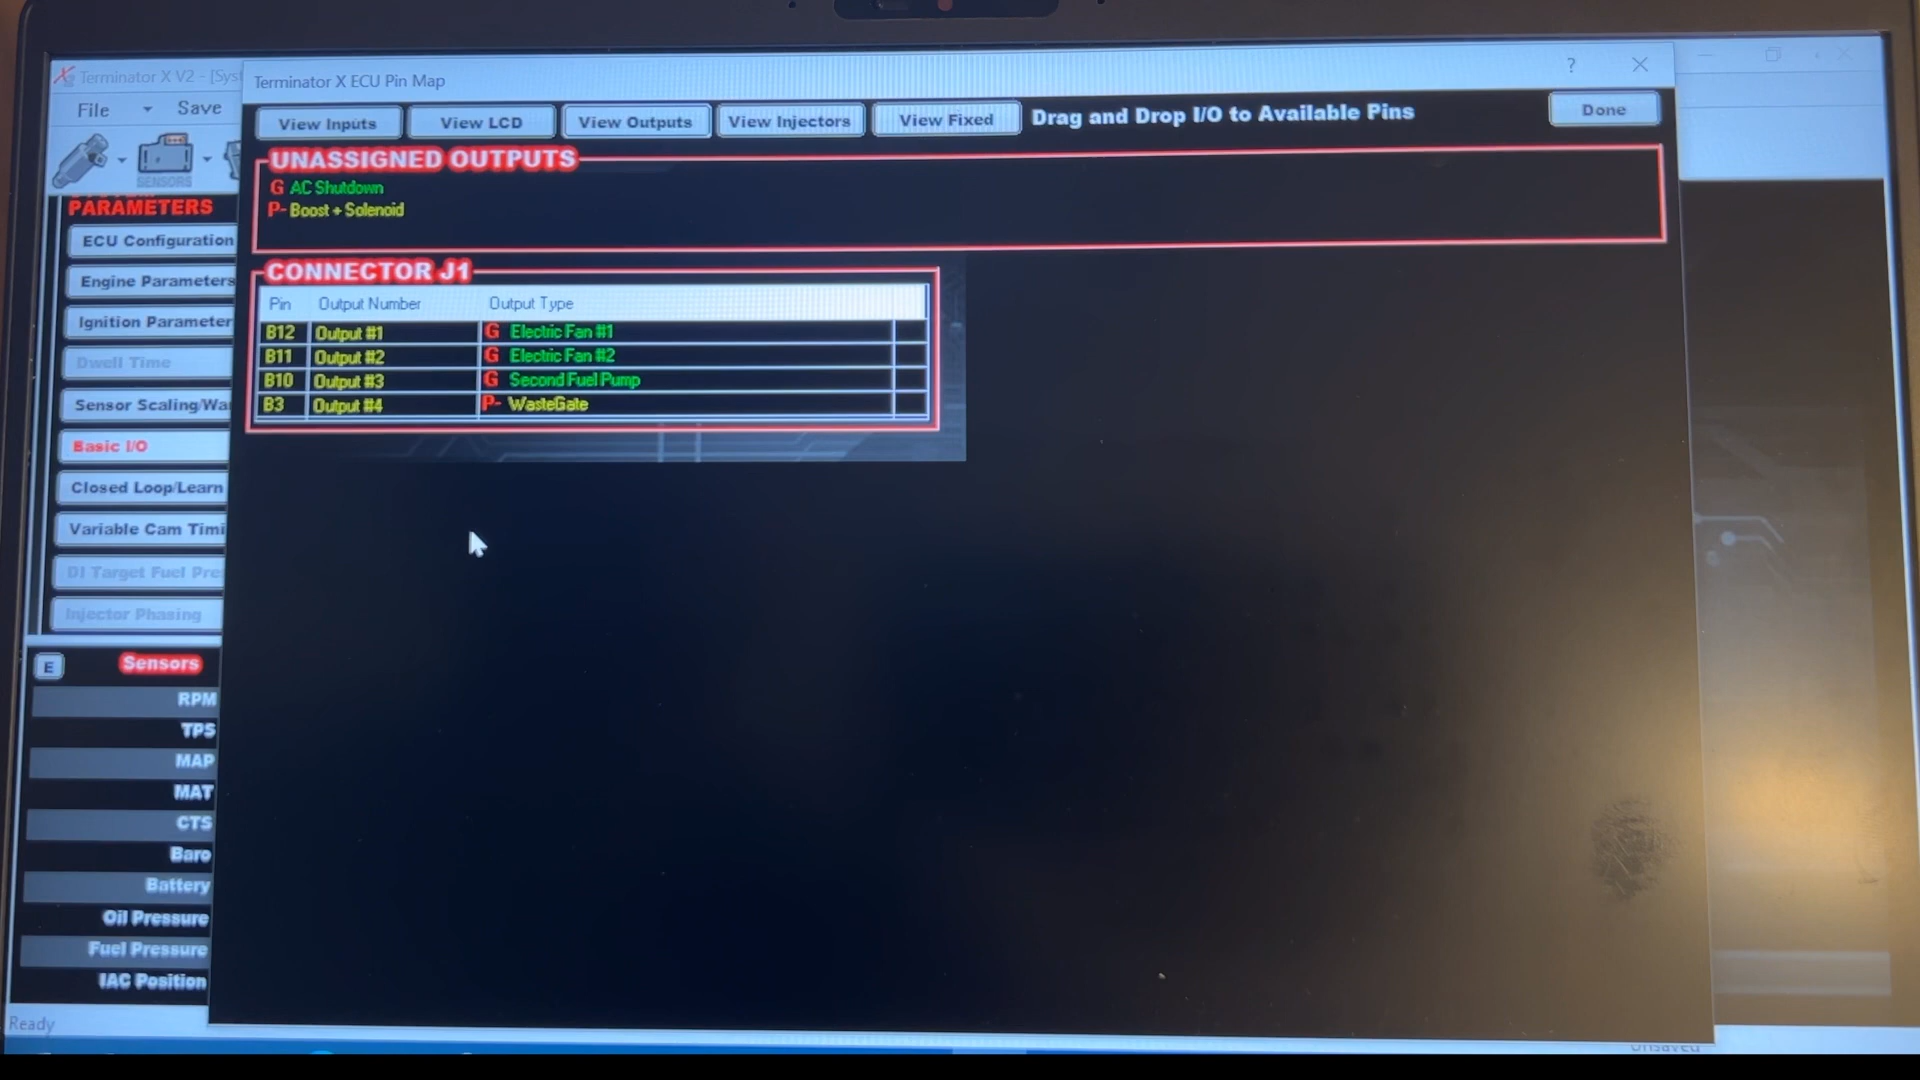 Terminator X V2 - [Syst
Terminator X ECU Pin Map
?
File
Save
View Inputs
View LCD
View Outputs
View Injectors
View Fixed
Drag and Drop I/O to Available Pins
Done
SENSORS
UNASSIGNED OUTPUTS
G AC Shutdown
P- Boost + Solenoid
CONNECTOR J1
Pin Output Number Output Type
B12 Output #1 G Electric Fan #1
B11 Output #2 G Electric Fan #2
B10 Output #3 G Second Fuel Pump
B3 Output #4 P- WasteGate
PARAMETERS
ECU Configuration
Engine Parameters
Ignition Parameter
Dwell Time
Sensor Scaling/Wa
Basic I/O
Closed Loop/Learn
Variable Cam Timi
DI Target Fuel Pre
Injector Phasing
E
Sensors
RPM
TPS
MAP
MAT
CTS
Baro
Battery
Oil Pressure
Fuel Pressure
IAC Position
Ready